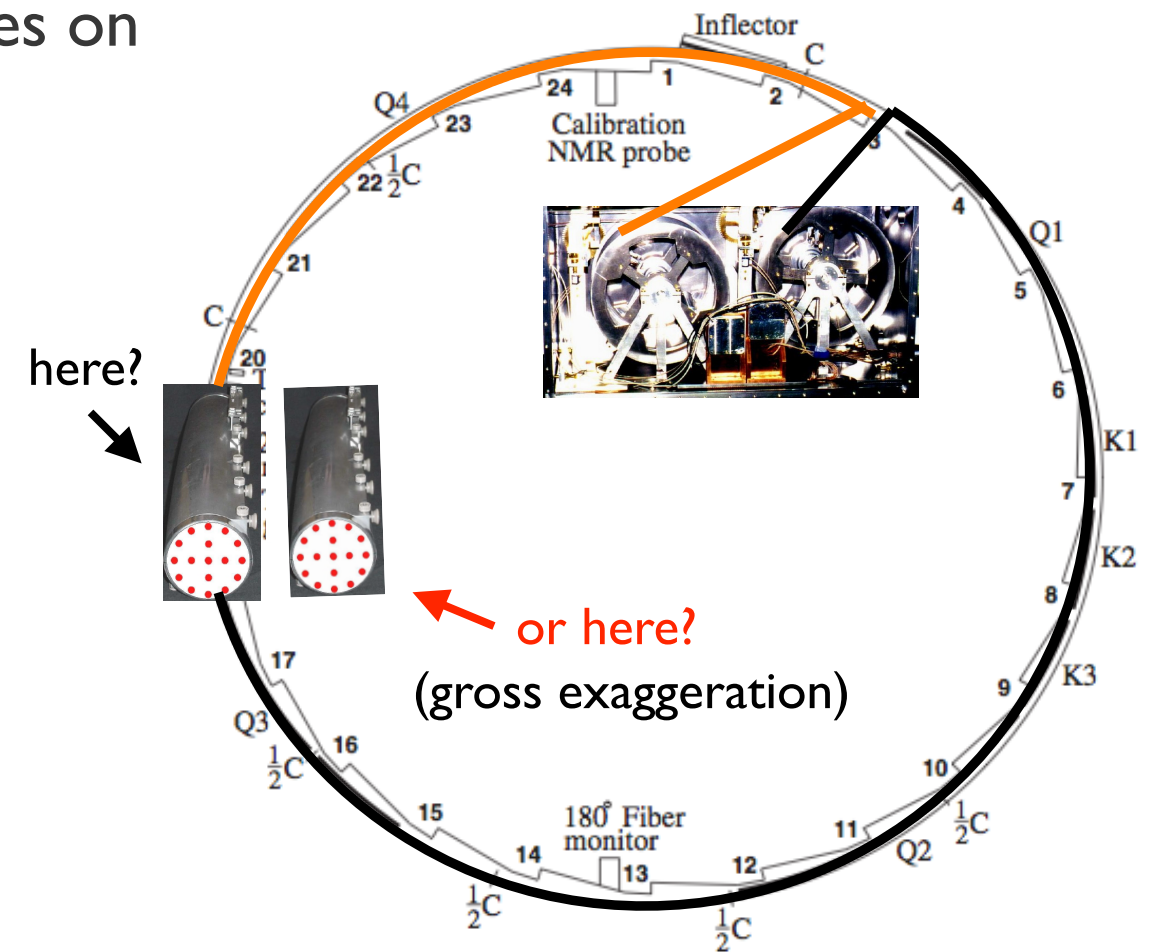 es on
Inflector
C
1
24
2
Q4
23
Calibration
NMR probe
3
22
½C
4
Q1
21
5
C
20
here?
6
K1
7
K2
8
or here?
17
K3
(gross exaggeration)
9
Q3
16
½C
10
15
180° Fiber
monitor
11
½C
Q2
14
13
12
½C
½C